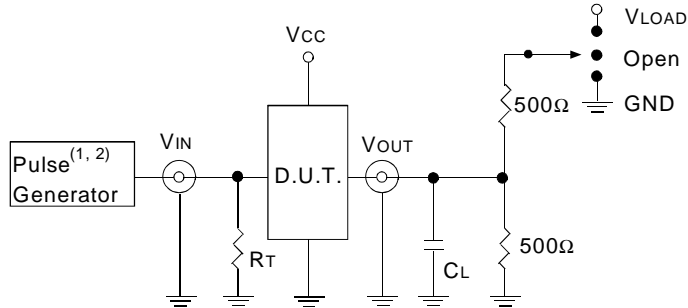 VLOAD
VCC
Open
500Ω
GND
VIN
VOUT
Pulse(1, 2)
Generator
D.U.T.
RT
CL
500Ω